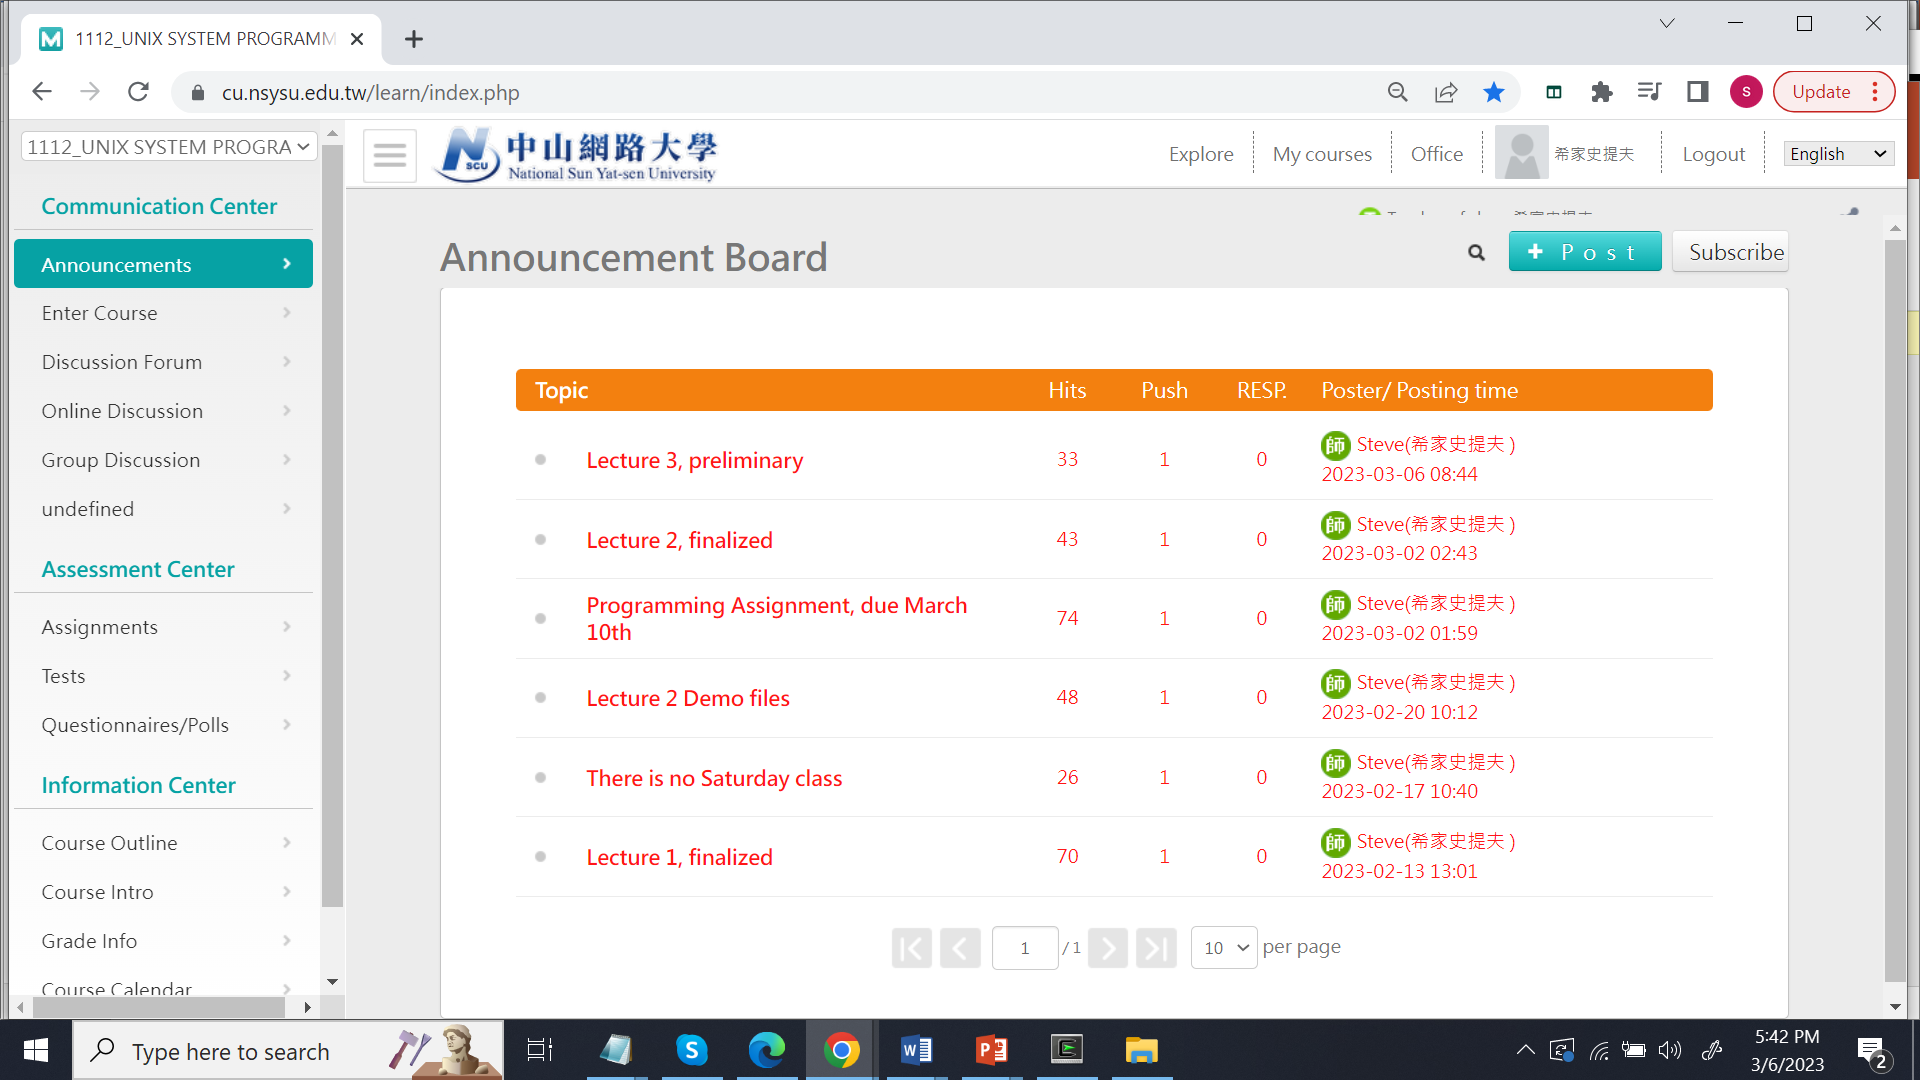 1112_UNIX SYSTEM PROGRAMM
cu.nsysu.edu.tw/learn/index.php
S
Update
1112_UNIX SYSTEM PROGRA
Communication Center
Announcements
Enter Course
Discussion Forum
Online Discussion
Group Discussion
undefined
Assessment Center
Assignments
Tests
Questionnaires/Polls
Information Center
Course Outline
Course Intro
Grade Info
Course Calendar
NSCU
中山網路大學
National Sun Yat-sen University
Explore
My courses
Office
希家史提夫
Logout
English
Announcement Board
Post
Subscribe
Topic Hits Push RESP. Poster/ Posting time
Lecture 3, preliminary 33 1 0 師 Steve(希家史提夫 )
2023-03-06 08:44
Lecture 2, finalized 43 1 0 師 Steve(希家史提夫 )
2023-03-02 02:43
Programming Assignment, due March
10th 74 1 0 師 Steve(希家史提夫 )
2023-03-02 01:59
Lecture 2 Demo files 48 1 0 師 Steve(希家史提夫 )
2023-02-20 10:12
There is no Saturday class 26 1 0 師 Steve(希家史提夫 )
2023-02-17 10:40
Lecture 1, finalized 70 1 0 師 Steve(希家史提夫 )
2023-02-13 13:01
1 /1 10 per page
Type here to search
5:42 PM
3/6/2023
2